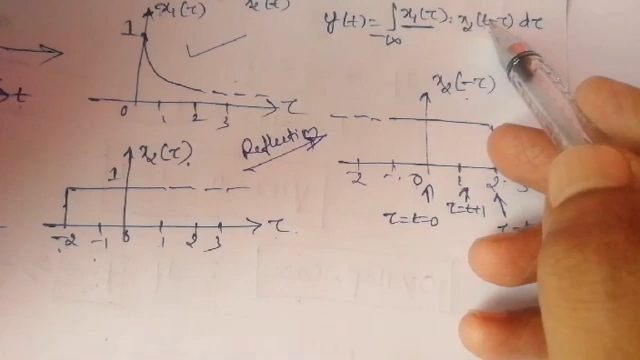 x₁(τ)
x(t)
1
0 1 2 3 τ
y(t) = ∫ x₁(τ) · x₂(t-τ) dτ
-∞
→ t
x₂(τ)
1
-2 -1 0 1 2 3 τ
Reflection
x₂(-τ)
-2 -1 0 1 2
τ=t=0 τ=t+1